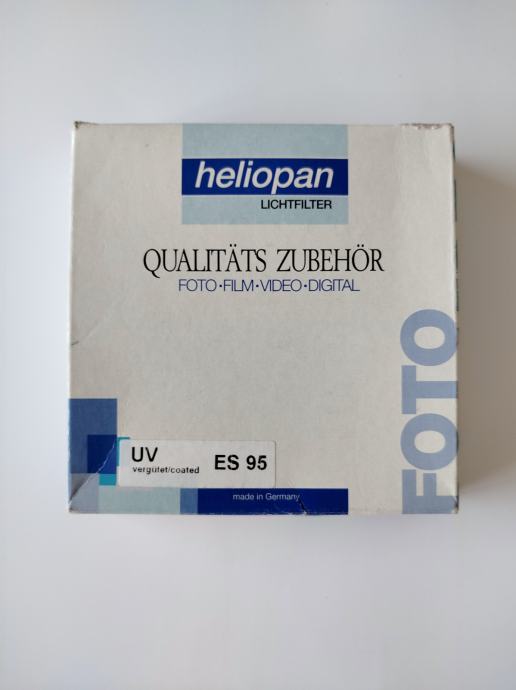 heliopan
LICHTFILTER
QUALITÄTS ZUBEHÖR
FOTO•FILM•VIDEO•DIGITAL
FOTO
UV
vergütet/coated
ES 95
made in Germany